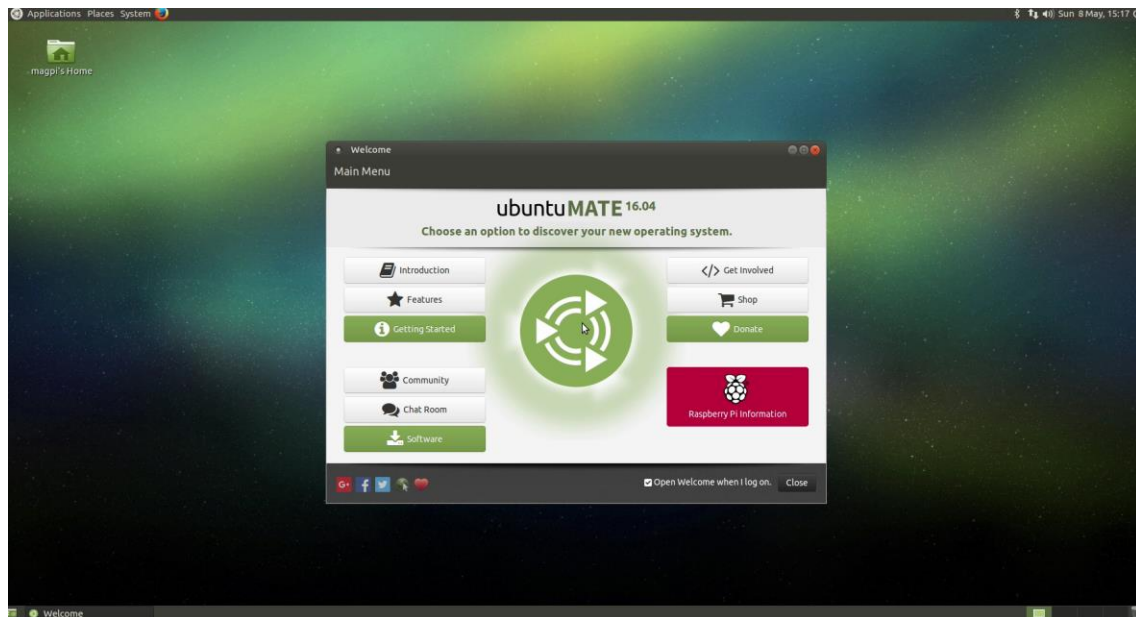 Applications Places System
Sun 8 May, 15:17
magpi's Home
Welcome
Main Menu
ubuntu MATE 16.04
Choose an option to discover your new operating system.
Introduction
Features
Getting Started
Community
Chat Room
Software
</> Get Involved
Shop
Donate
Raspberry Pi Information
G+ f
Open Welcome when I log on. Close
Welcome